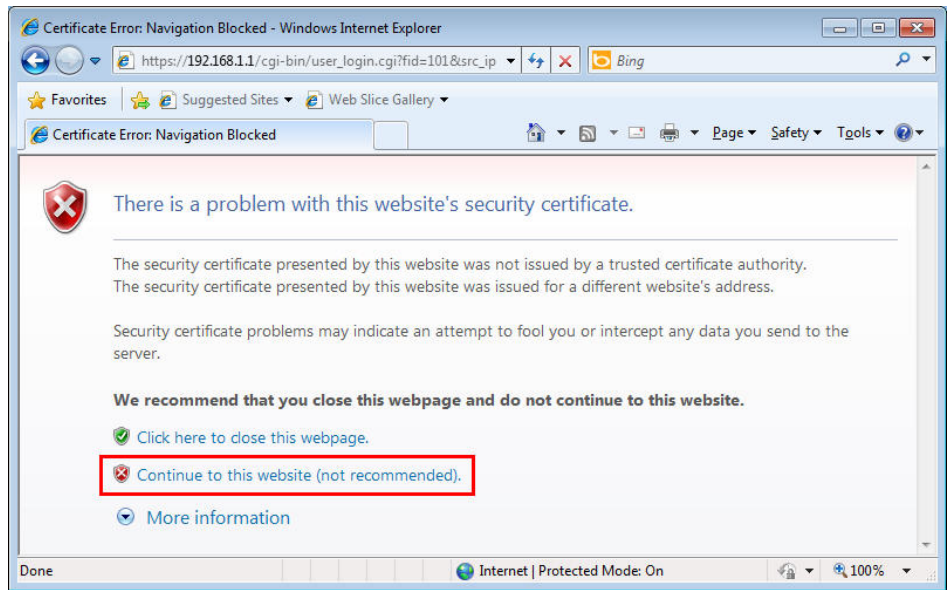 Certificate Error: Navigation Blocked - Windows Internet Explorer
https://192.168.1.1/cgi-bin/user_login.cgi?fid=101&src_ip
Bing
Favorites Suggested Sites Web Slice Gallery
Certificate Error: Navigation Blocked
Page Safety Tools
There is a problem with this website's security certificate.
The security certificate presented by this website was not issued by a trusted certificate authority.
The security certificate presented by this website was issued for a different website's address.
Security certificate problems may indicate an attempt to fool you or intercept any data you send to the
server.
We recommend that you close this webpage and do not continue to this website.
Click here to close this webpage.
Continue to this website (not recommended).
More information
Done Internet | Protected Mode: On 100%